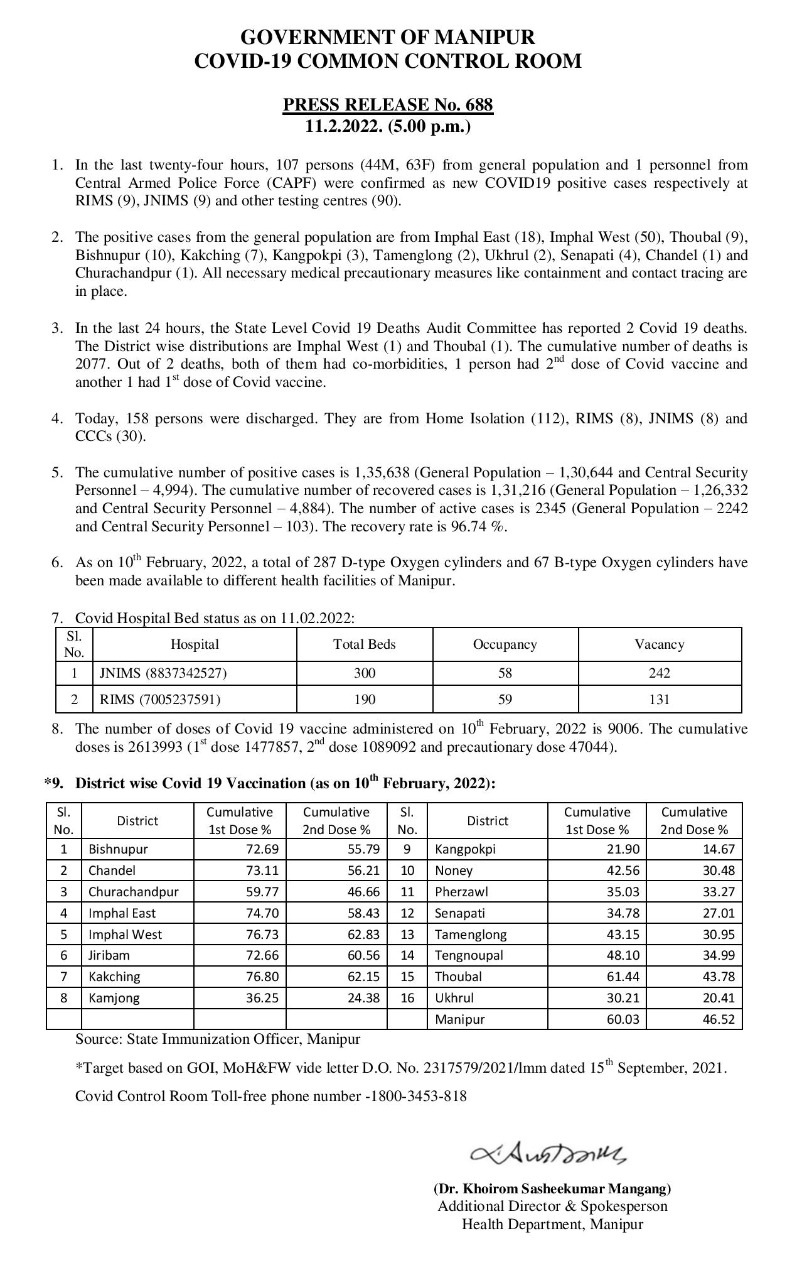 GOVERNMENT OF MANIPUR
COVID-19 COMMON CONTROL ROOM
PRESS RELEASE No. 688
11.2.2022. (5.00 p.m.)
1. In the last twenty-four hours, 107 persons (44M, 63F) from general population and 1 personnel from
Central Armed Police Force (CAPF) were confirmed as new COVID19 positive cases respectively at
RIMS (9), JNIMS (9) and other testing centres (90).
2. The positive cases from the general population are from Imphal East (18), Imphal West (50), Thoubal (9),
Bishnupur (10), Kakching (7), Kangpokpi (3), Tamenglong (2), Ukhrul (2), Senapati (4), Chandel (1) and
Churachandpur (1). All necessary medical precautionary measures like containment and contact tracing are
in place.
3. In the last 24 hours, the State Level Covid 19 Deaths Audit Committee has reported 2 Covid 19 deaths.
The District wise distributions are Imphal West (1) and Thoubal (1). The cumulative number of deaths is
2077. Out of 2 deaths, both of them had co-morbidities, 1 person had 2nd dose of Covid vaccine and
another 1 had 1st dose of Covid vaccine.
4. Today, 158 persons were discharged. They are from Home Isolation (112), RIMS (8), JNIMS (8) and
CCCs (30).
5. The cumulative number of positive cases is 1,35,638 (General Population – 1,30,644 and Central Security
Personnel – 4,994). The cumulative number of recovered cases is 1,31,216 (General Population – 1,26,332
and Central Security Personnel – 4,884). The number of active cases is 2345 (General Population – 2242
and Central Security Personnel – 103). The recovery rate is 96.74 %.
6. As on 10th February, 2022, a total of 287 D-type Oxygen cylinders and 67 B-type Oxygen cylinders have
been made available to different health facilities of Manipur.
7. Covid Hospital Bed status as on 11.02.2022:
Sl. No. Hospital Total Beds Occupancy Vacancy
1 JNIMS (8837342527) 300 58 242
2 RIMS (7005237591) 190 59 131
8. The number of doses of Covid 19 vaccine administered on 10th February, 2022 is 9006. The cumulative
doses is 2613993 (1st dose 1477857, 2nd dose 1089092 and precautionary dose 47044).
*9. District wise Covid 19 Vaccination (as on 10th February, 2022):
Sl. No. District Cumulative 1st Dose % Cumulative 2nd Dose % Sl. No. District Cumulative 1st Dose % Cumulative 2nd Dose %
1 Bishnupur 72.69 55.79 9 Kangpokpi 21.90 14.67
2 Chandel 73.11 56.21 10 Noney 42.56 30.48
3 Churachandpur 59.77 46.66 11 Pherzawl 35.03 33.27
4 Imphal East 74.70 58.43 12 Senapati 34.78 27.01
5 Imphal West 76.73 62.83 13 Tamenglong 43.15 30.95
6 Jiribam 72.66 60.56 14 Tengnoupal 48.10 34.99
7 Kakching 76.80 62.15 15 Thoubal 61.44 43.78
8 Kamjong 36.25 24.38 16 Ukhrul 30.21 20.41
Manipur 60.03 46.52
Source: State Immunization Officer, Manipur
*Target based on GOI, MoH&FW vide letter D.O. No. 2317579/2021/Imm dated 15th September, 2021.
Covid Control Room Toll-free phone number -1800-3453-818
(Dr. Khoirom Sasheekumar Mangang)
Additional Director & Spokesperson
Health Department, Manipur